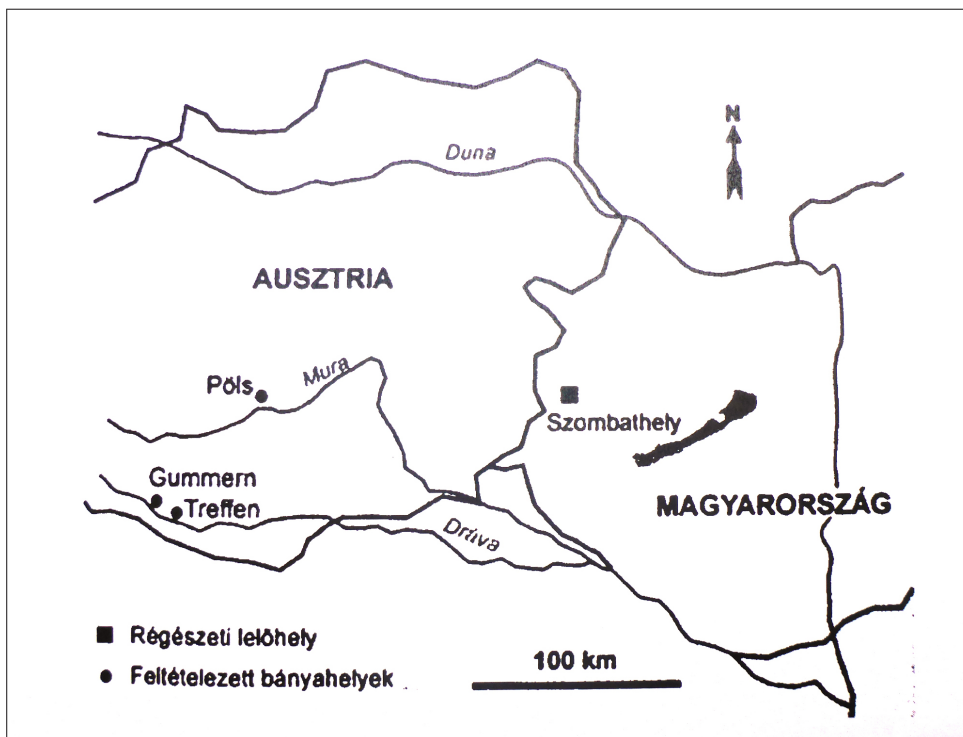 N
Duna
AUSZTRIA
Mura
Pöls
Szombathely
Gummern
Treffen
MAGYARORSZÁG
Dráva
Régészeti lelőhely
100 km
Feltételezett bányahelyek